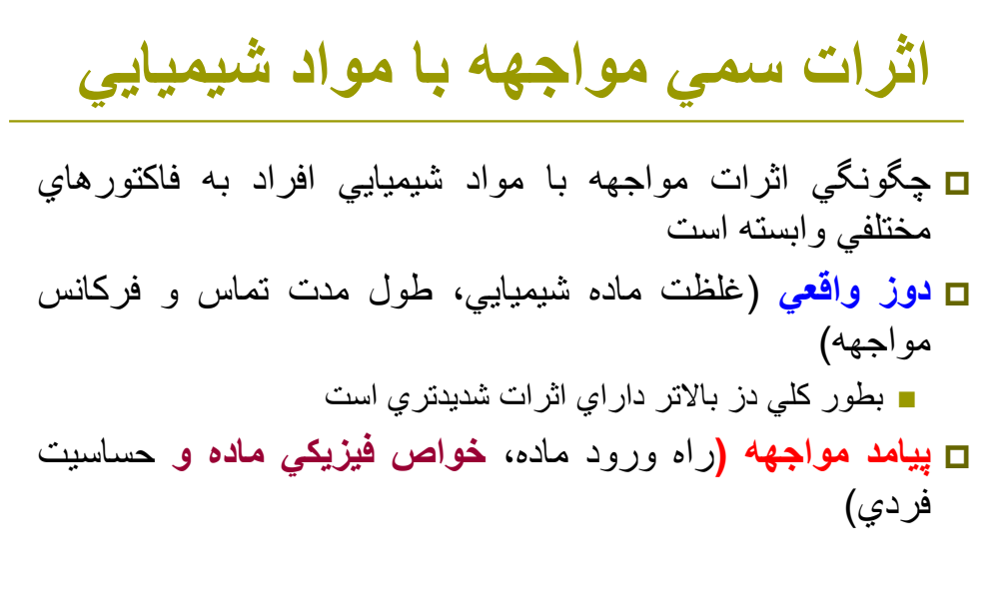 اثرات سمي مواجهه با مواد شيميايي
چگونگي اثرات مواجهه با مواد شيميايي افراد به فاكتورهاي
مختلفي وابسته است
دوز واقعي (غلظت ماده شيميايي، طول مدت تماس و فركانس
مواجهه)
بطور كلي دز بالاتر داراي اثرات شديدتري است
پيامد مواجهه (راه ورود ماده، خواص فيزيكي ماده و حساسيت
فردي)